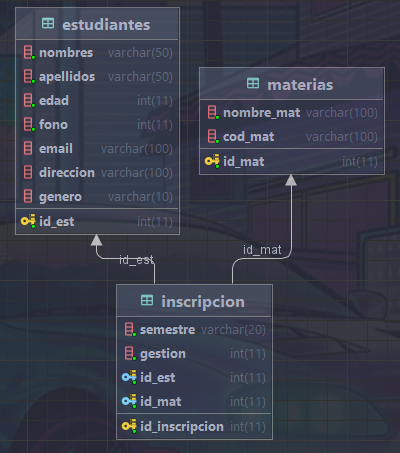 estudiantes
nombres varchar(50)
apellidos varchar(50)
edad int(11)
fono int(11)
email varchar(100)
direccion varchar(100)
genero varchar(10)
id_est int(11)
materias
nombre_mat varchar(100)
cod_mat varchar(100)
id_mat int(11)
id_est
id_mat
inscripcion
semestre varchar(20)
gestion int(11)
id_est int(11)
id_mat int(11)
id_inscripcion int(11)